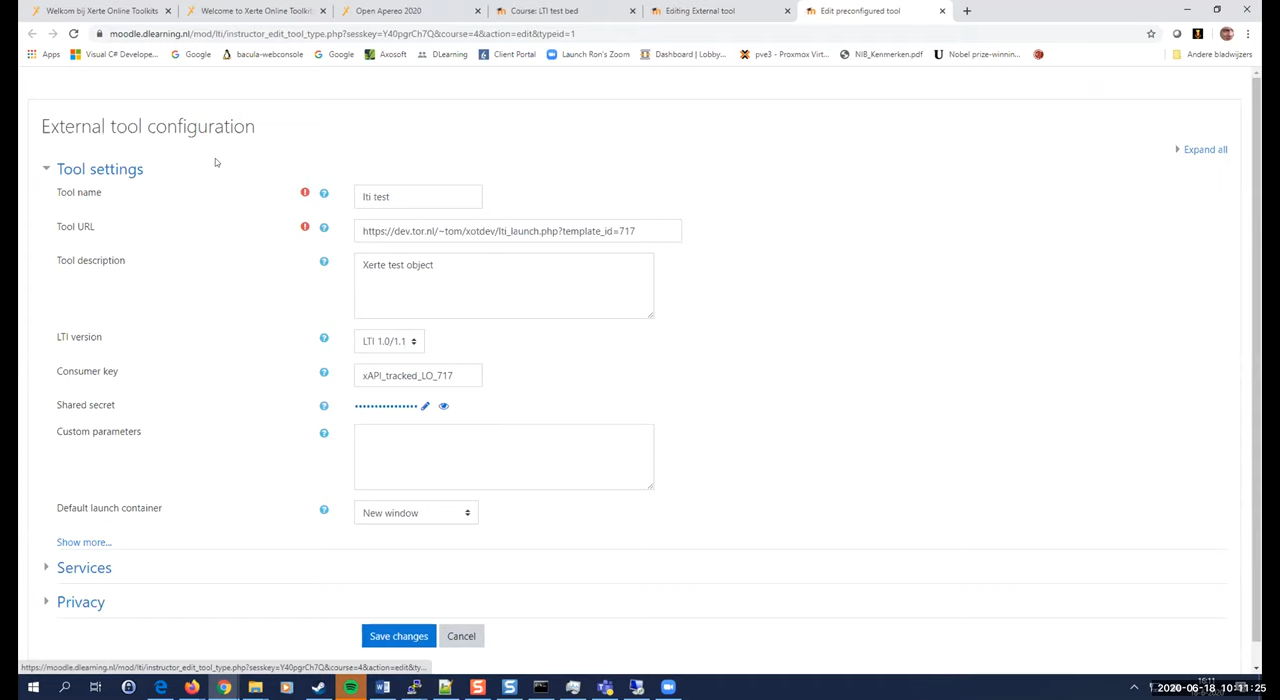 Welkom bij Xerte Online Toolkits
Welcome to Xerte Online Toolkit
Open Apereo 2020
Course: LTI test bed
Editing External tool
Edit preconfigured tool
moodle.dlearning.nl/mod/lti/instructor_edit_tool_type.php?sesskey=Y40pgrCh7Q&course=4&action=edit&typeid=1
Apps
Visual C# Develope...
Google
bacula-webconsole
Google
Axosoft
DLearning
Client Portal
Launch Ron's Zoom
Dashboard | Lobby...
pve3 - Proxmox Virt...
NIB_Kenmerken.pdf
Nobel prize-winnin...
Andere bladwijzers
External tool configuration
Expand all
Tool settings
Tool name
lti test
Tool URL
https://dev.tor.nl/~tom/xotdev/lti_launch.php?template_id=717
Tool description
Xerte test object
LTI version
LTI 1.0/1.1
Consumer key
xAPI_tracked_LO_717
Shared secret
Custom parameters
Default launch container
New window
Show more...
Services
Privacy
Save changes
Cancel
https://moodle.dlearning.nl/mod/lti/instructor_edit_tool_type.php?sesskey=Y40pgrCh7Q&course=4&action=edit&ty...
16:11
2020-06-18 10:11:25